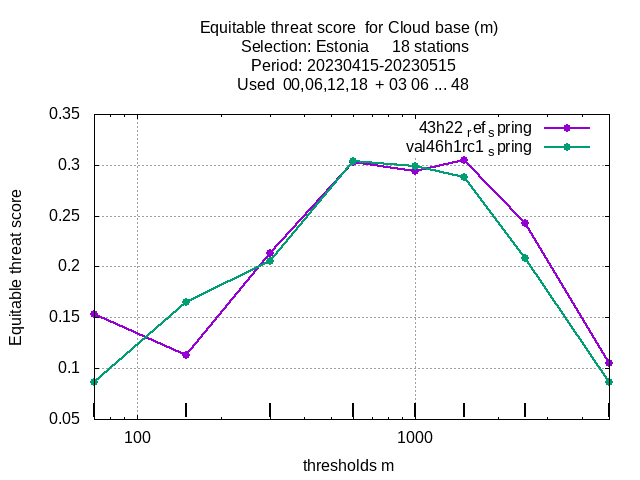 Equitable threat score  for Cloud base (m)
Selection: Estonia     18 stations
Period: 20230415-20230515
Used  00,06,12,18  + 03 06 ... 48
0.35
0.3
0.25
0.2
0.15
0.1
0.05
Equitable threat score
43h22 ref spring
val46h1rc1 spring
100
1000
thresholds m